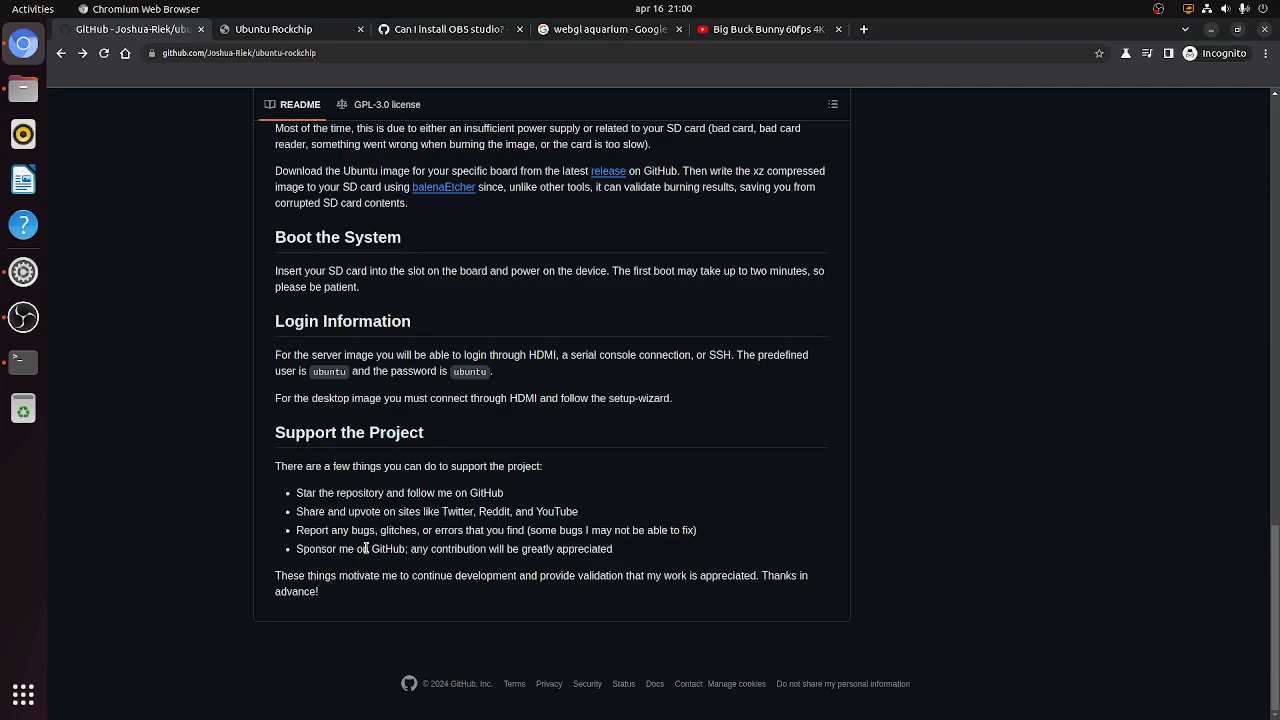 Activities
Chromium Web Browser
apr 16 21:00
GitHub - Joshua-Riek/ubu
Ubuntu Rockchip
Can I install OBS studio? -
webgl aquarium - Google
Big Buck Bunny 60fps 4K -
github.com/Joshua-Riek/ubuntu-rockchip
Incognito
README
GPL-3.0 license
Most of the time, this is due to either an insufficient power supply or related to your SD card (bad card, bad card
reader, something went wrong when burning the image, or the card is too slow).
Download the Ubuntu image for your specific board from the latest release on GitHub. Then write the xz compressed
image to your SD card using balenaEtcher since, unlike other tools, it can validate burning results, saving you from
corrupted SD card contents.
Boot the System
Insert your SD card into the slot on the board and power on the device. The first boot may take up to two minutes, so
please be patient.
Login Information
For the server image you will be able to login through HDMI, a serial console connection, or SSH. The predefined
user is ubuntu and the password is ubuntu.
For the desktop image you must connect through HDMI and follow the setup-wizard.
Support the Project
There are a few things you can do to support the project:
• Star the repository and follow me on GitHub
• Share and upvote on sites like Twitter, Reddit, and YouTube
• Report any bugs, glitches, or errors that you find (some bugs I may not be able to fix)
• Sponsor me on GitHub; any contribution will be greatly appreciated
These things motivate me to continue development and provide validation that my work is appreciated. Thanks in
advance!
© 2024 GitHub, Inc. Terms Privacy Security Status Docs Contact Manage cookies Do not share my personal information